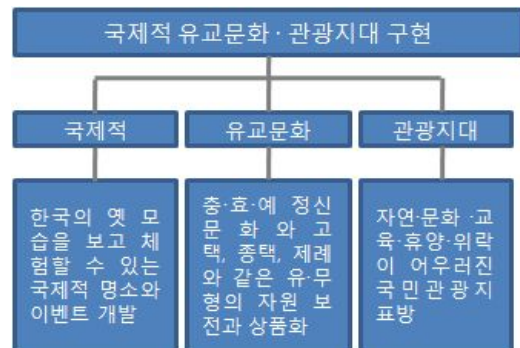 국제적 유교문화 · 관광지대 구현
국제적
유교문화
관광지대
한국의 옛 모
습을 보고 체
험할 수 있는
국제적 명소와
이벤트 개발
충·효·예 정신
문화와 고
택, 종택, 제례
와 같은 유·무
형의 자원 보
전과 상품화
자연·문화 ·교
육·휴양·위락
이 어우러진
국민관광지
표방